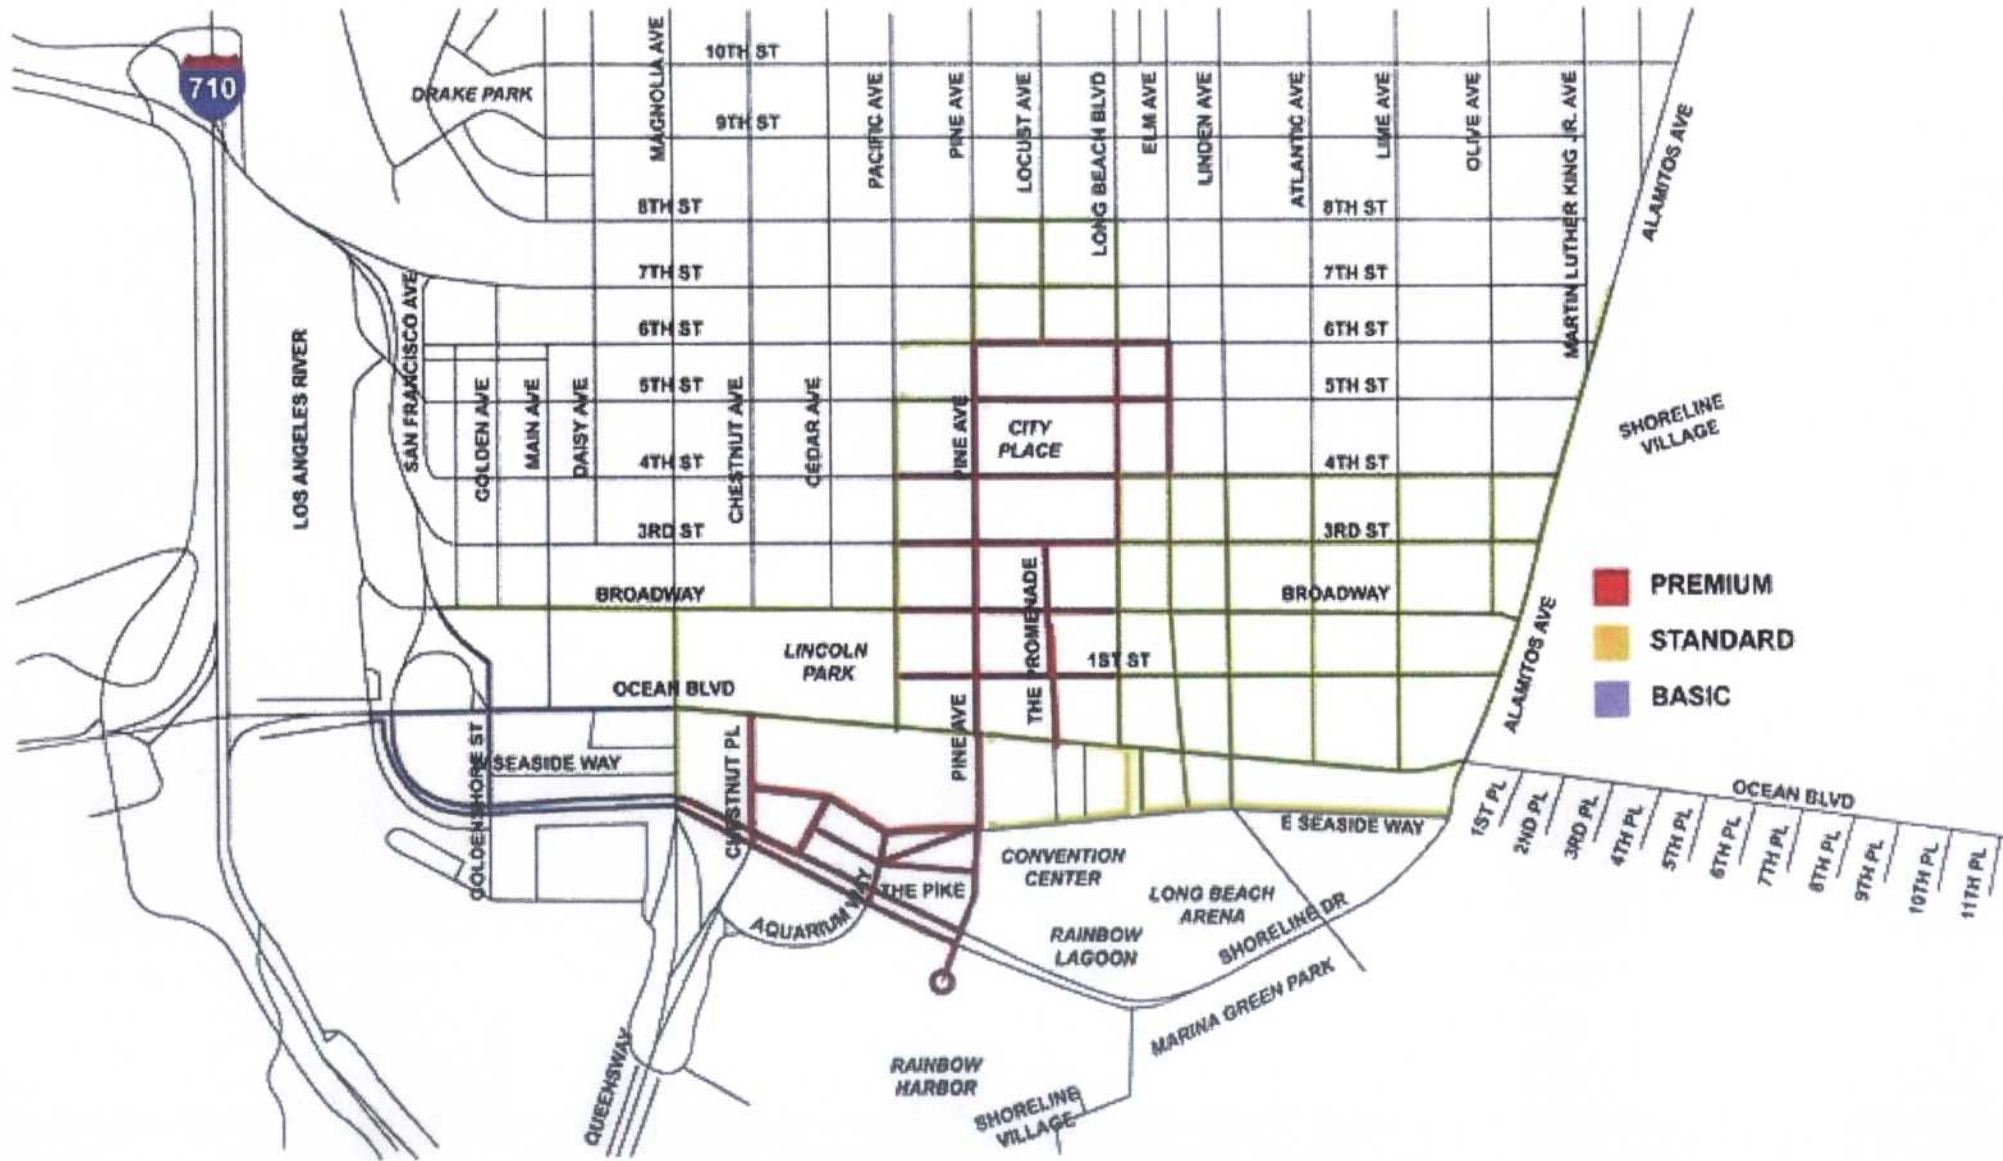 710
DRAKE PARK
MAGNOLIA AVE
10TH ST
9TH ST
PACIFIC AVE
PINE AVE
LOCUST AVE
LONG BEACH BLVD
ELM AVE
LINDEN AVE
ATLANTIC AVE
LIME AVE
OLIVE AVE
MARTIN LUTHER KING JR. AVE
ALAMITOS AVE
8TH ST
8TH ST
7TH ST
7TH ST
6TH ST
6TH ST
5TH ST
5TH ST
LOS ANGELES RIVER
SAN FRANCISCO AVE
GOLDEN AVE
MAIN AVE
DAISY AVE
CHESTNUT AVE
CEDAR AVE
PINE AVE
CITY
PLACE
4TH ST
4TH ST
3RD ST
3RD ST
SHORELINE
VILLAGE
BROADWAY
BROADWAY
PREMIUM
STANDARD
BASIC
LINCOLN
PARK
THE PROMENADE
1ST ST
ALAMITOS AVE
OCEAN BLVD
GOLDENSHORE ST
W SEASIDE WAY
CHESTNUT PL
PINE AVE
OCEAN BLVD
1ST PL
2ND PL
3RD PL
4TH PL
5TH PL
6TH PL
7TH PL
8TH PL
9TH PL
10TH PL
11TH PL
E SEASIDE WAY
CONVENTION
CENTER
THE PIKE
AQUARIUM WAY
LONG BEACH
ARENA
RAINBOW
LAGOON
SHORELINE DR
MARINA GREEN PARK
QUEENSWAY
RAINBOW
HARBOR
SHORELINE
VILLAGE